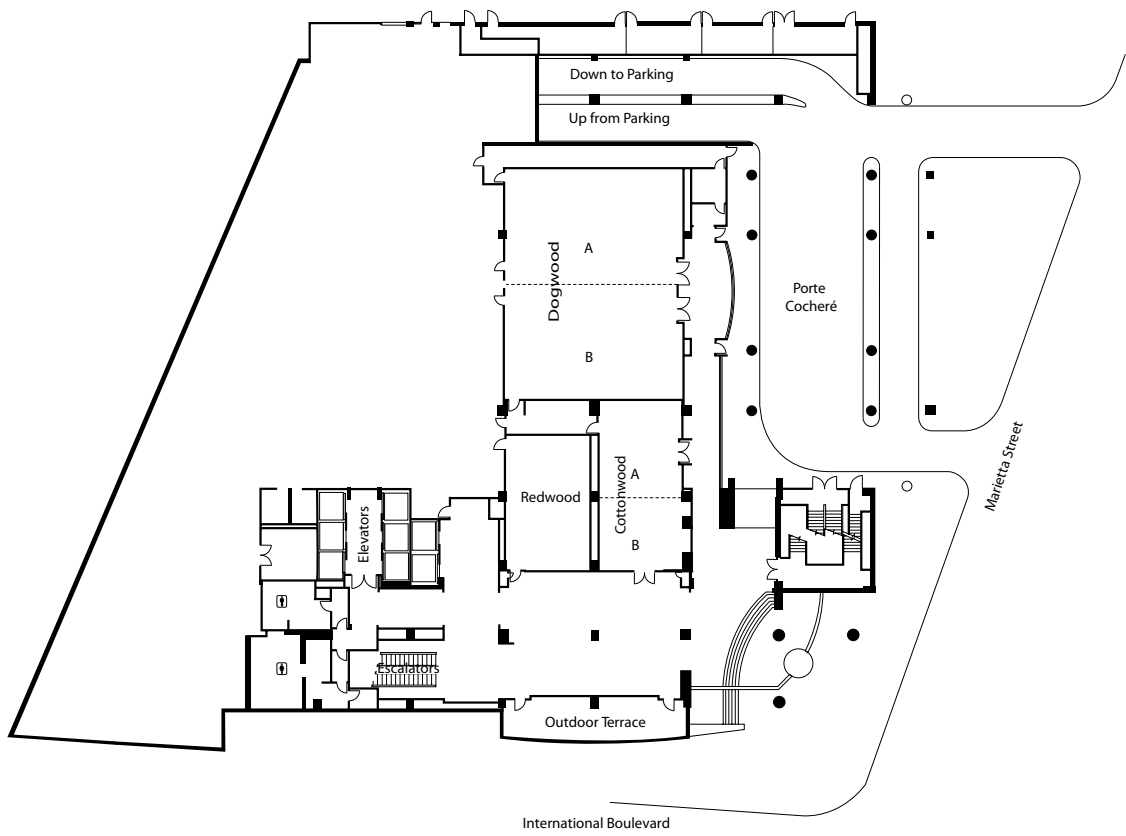 Down to Parking
Up from Parking
A
Dogwood
Porte
Cocheré
B
A
Cottonwood
Redwood
Marietta Street
Elevators
B
Escalators
Outdoor Terrace
International Boulevard